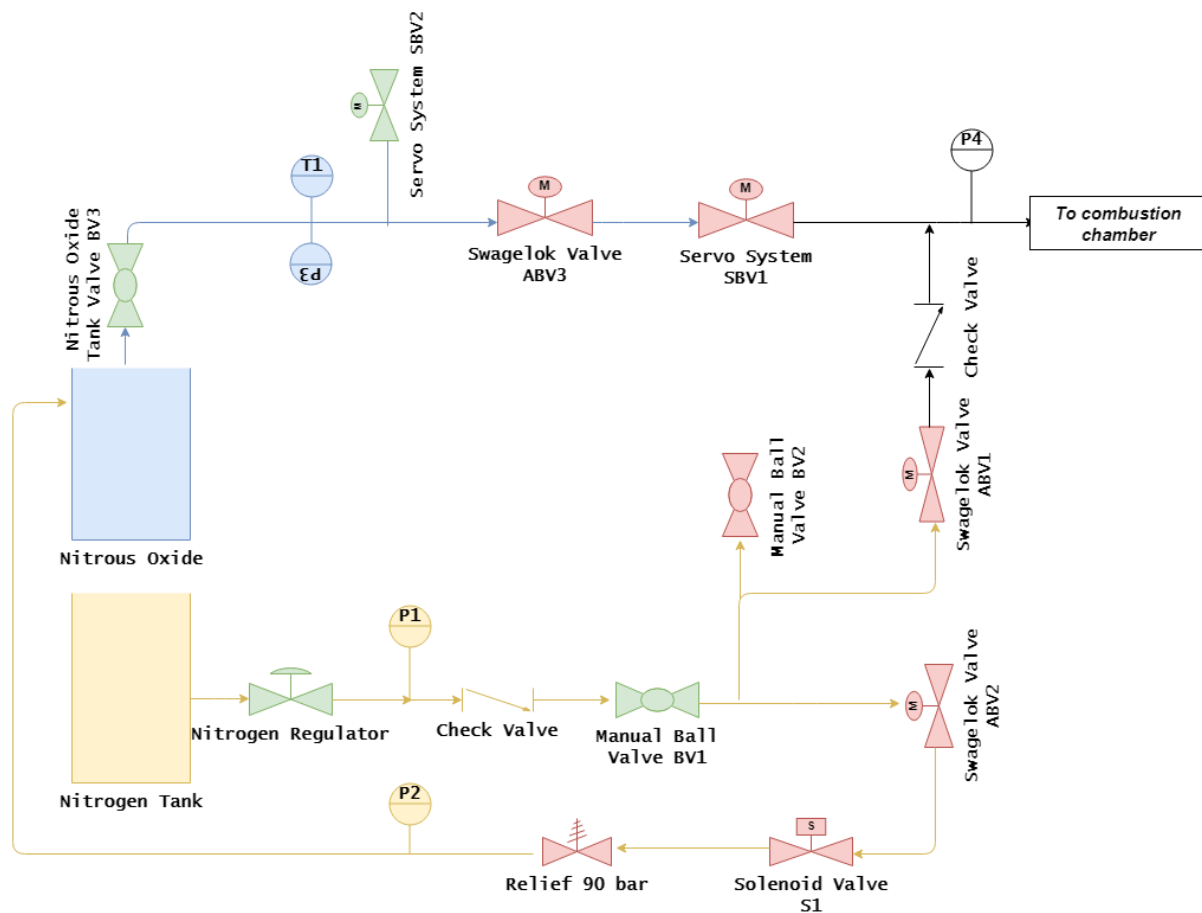 Servo System SBV2
M
T1
P3
Nitrous Oxide
Tank Valve BV3
M
Swagelok Valve
ABV3
M
Servo System
SBV1
P4
To combustion
chamber
Check Valve
Nitrous Oxide
Manual Ball
Valve BV2
M
Swagelok Valve
ABV1
Nitrogen Tank
Nitrogen Regulator
P1
Check Valve
Manual Ball
Valve BV1
M
Swagelok Valve
ABV2
P2
Relief 90 bar
S
Solenoid Valve
S1